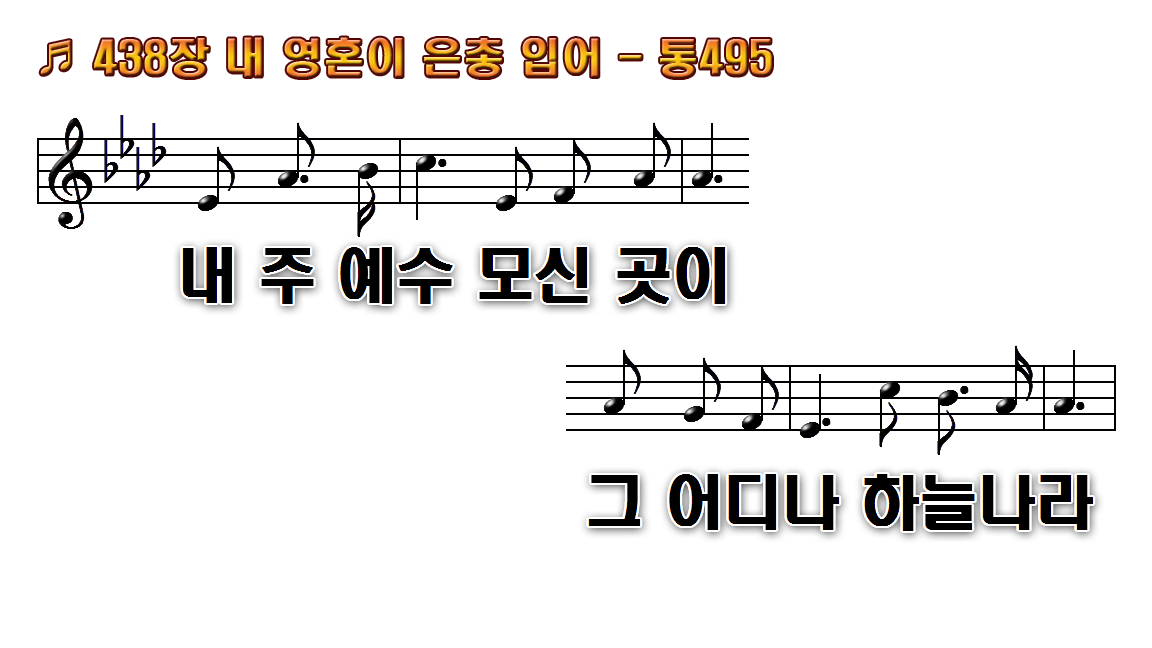 ♬ 438장 내 영혼이 은총 입어 - 통495
내 주 예수 모신 곳이
그 어디나 하늘나라